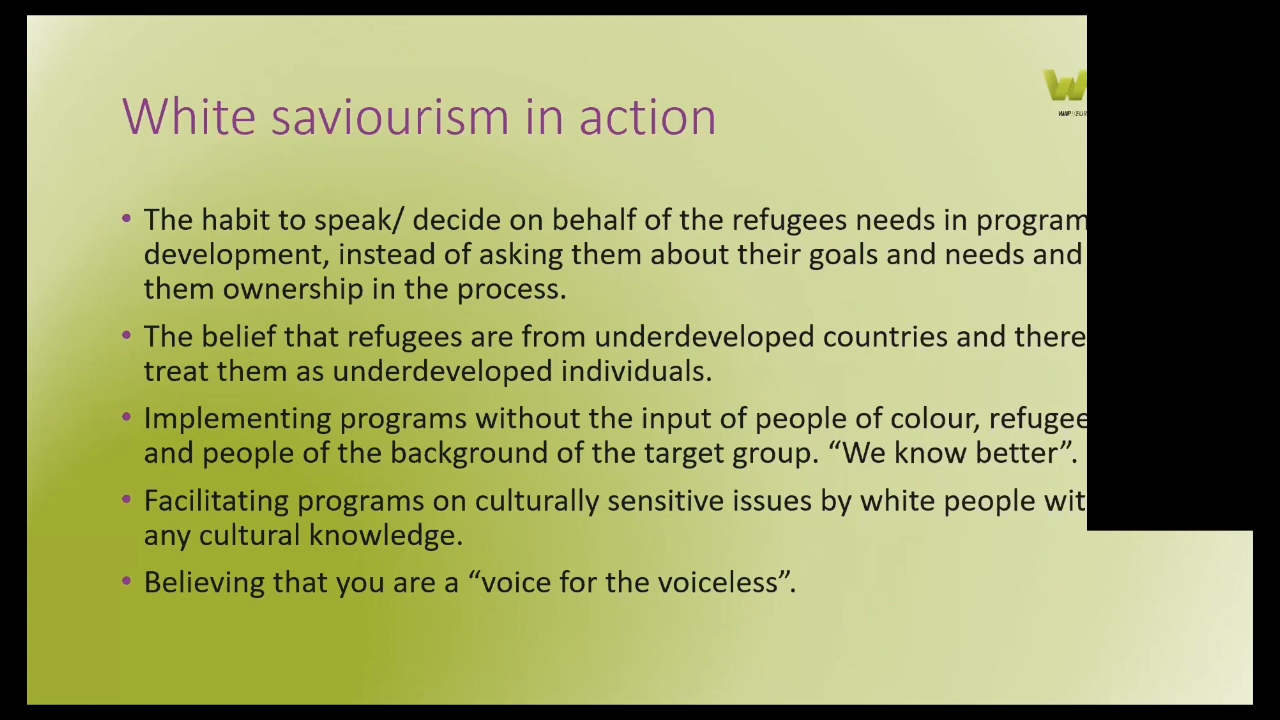 White saviourism in action
W
• The habit to speak/ decide on behalf of the refugees needs in program
development, instead of asking them about their goals and needs and
them ownership in the process.
• The belief that refugees are from underdeveloped countries and there
treat them as underdeveloped individuals.
• Implementing programs without the input of people of colour, refugee
and people of the background of the target group. “We know better”.
• Facilitating programs on culturally sensitive issues by white people wit
any cultural knowledge.
• Believing that you are a “voice for the voiceless”.